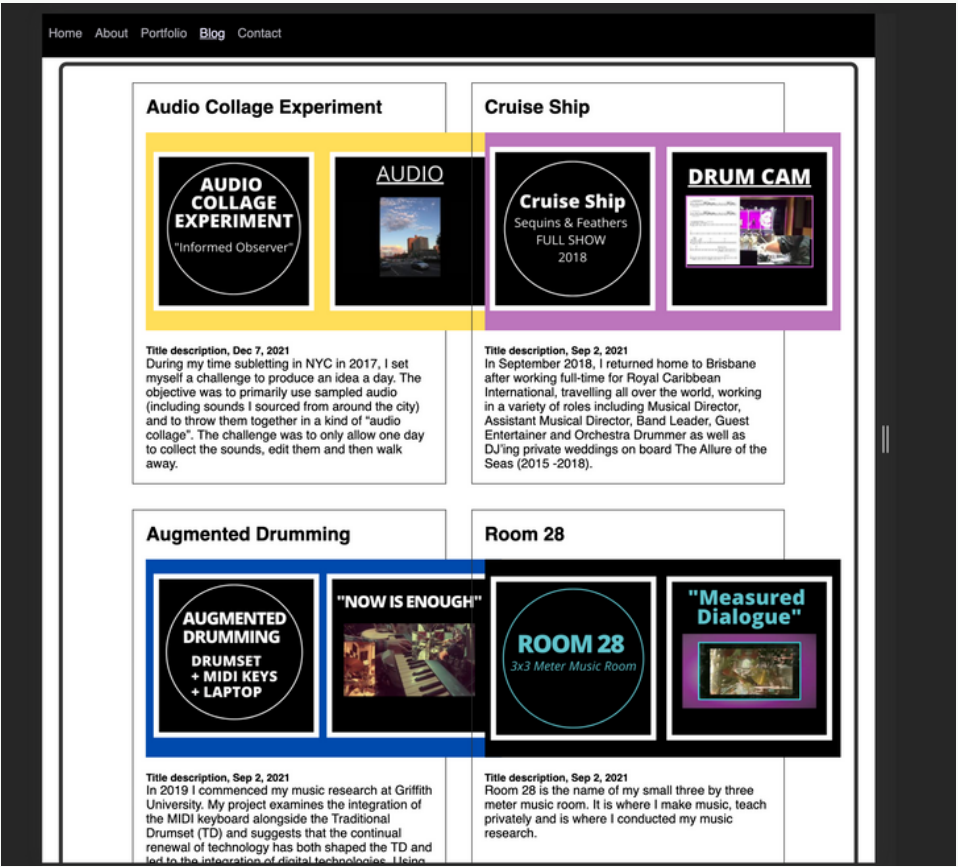 Home About Portfolio Blog Contact
Audio Collage Experiment
AUDIO
COLLAGE
EXPERIMENT
"Informed Observer"
AUDIO
Title description, Dec 7, 2021
During my time subletting in NYC in 2017, I set
myself a challenge to produce an idea a day. The
objective was to primarily use sampled audio
(including sounds I sourced from around the city)
and to throw them together in a kind of “audio
collage”. The challenge was to only allow one day
to collect the sounds, edit them and then walk
away.
Cruise Ship
Cruise Ship
Sequins & Feathers
FULL SHOW
2018
DRUM CAM
Title description, Sep 2, 2021
In September 2018, I returned home to Brisbane
after working full-time for Royal Caribbean
International, travelling all over the world, working
in a variety of roles including Musical Director,
Assistant Musical Director, Band Leader, Guest
Entertainer and Orchestra Drummer as well as
DJ’ing private weddings on board The Allure of the
Seas (2015 -2018).
Augmented Drumming
AUGMENTED
DRUMMING
DRUMSET
+ MIDI KEYS
+ LAPTOP
"NOW IS ENOUGH"
Title description, Sep 2, 2021
In 2019 I commenced my music research at Griffith
University. My project examines the integration of
the MIDI keyboard alongside the Traditional
Drumset (TD) and suggests that the continual
renewal of technology has both shaped the TD and
led to the integration of digital technologies. Using
Room 28
ROOM 28
3x3 Meter Music Room
"Measured
Dialogue"
Title description, Sep 2, 2021
Room 28 is the name of my small three by three
meter music room. It is where I make music, teach
privately and is where I conducted my music
research.